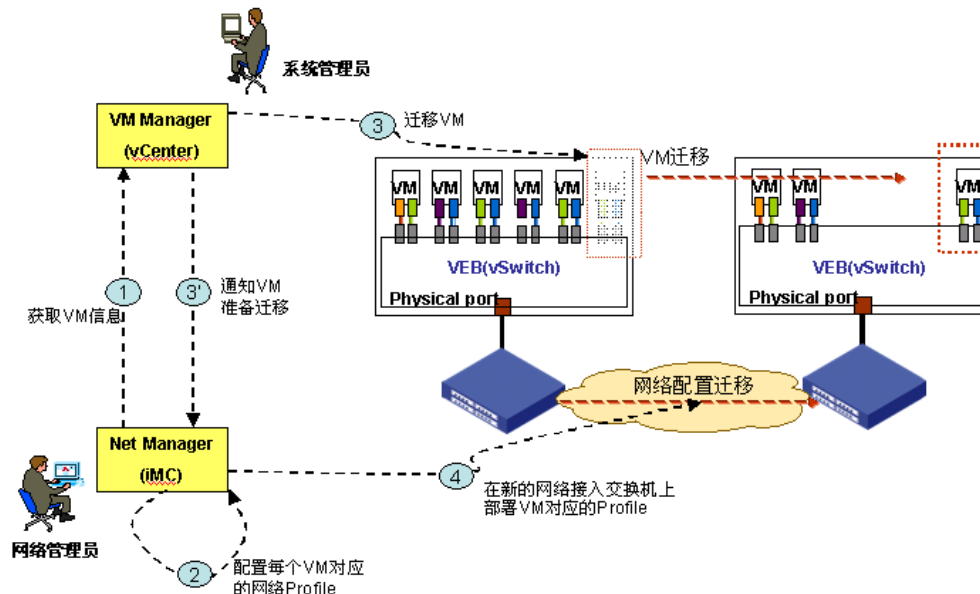 系统管理员
VM Manager
(vCenter)
3
迁移VM
VM迁移
VM
VM
VM
VM
VM
VM
VM
VM
VM
VEB(vSwitch)
VEB(vSwitch)
Physical port
Physical port
1
获取VM信息
3'
通知VM
准备迁移
网络配置迁移
Net Manager
(iMC)
4
在新的网络接入交换机上
部署VM对应的Profile
网络管理员
2
配置每个VM对应
的网络Profile